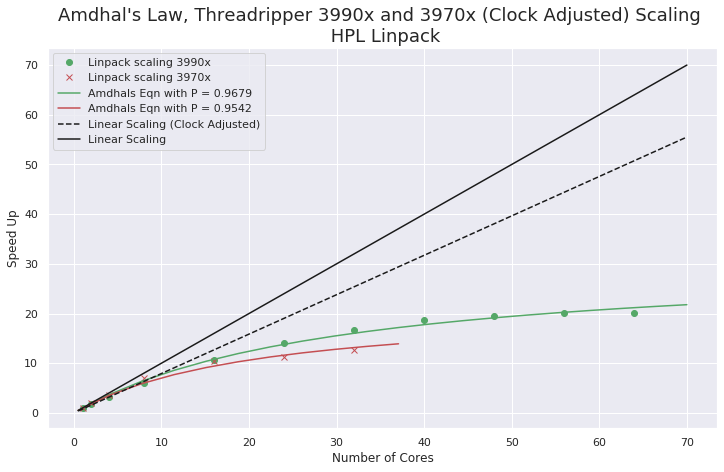 Amdhal's Law, Threadripper 3990x and 3970x (Clock Adjusted) Scaling
HPL Linpack
Linpack scaling 3990x
Linpack scaling 3970x
Amdhals Eqn with P = 0.9679
Amdhals Eqn with P = 0.9542
Linear Scaling (Clock Adjusted)
Linear Scaling
Speed Up
70
60
50
40
30
20
10
0
0 10 20 30 40 50 60 70
Number of Cores